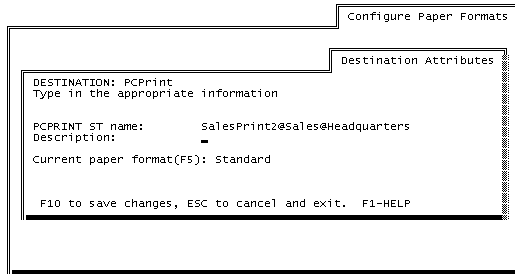 Configure Paper Formats
Destination Attributes
DESTINATION: PCPrint
Type in the appropriate information
PCPRINT ST name: SalesPrint2@Sales@Headquarters
Description:
Current paper format(F5): Standard
F10 to save changes, ESC to cancel and exit. F1-HELP